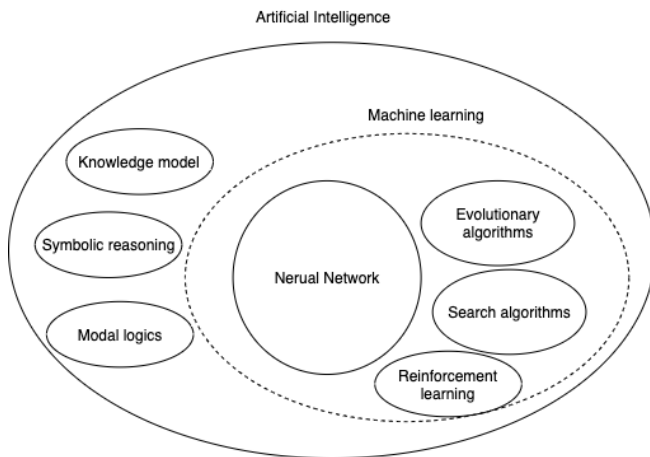 Artificial Intelligence
Machine learning
Knowledge model
Symbolic reasoning
Modal logics
Nerual Network
Evolutionary
algorithms
Search algorithms
Reinforcement
learning